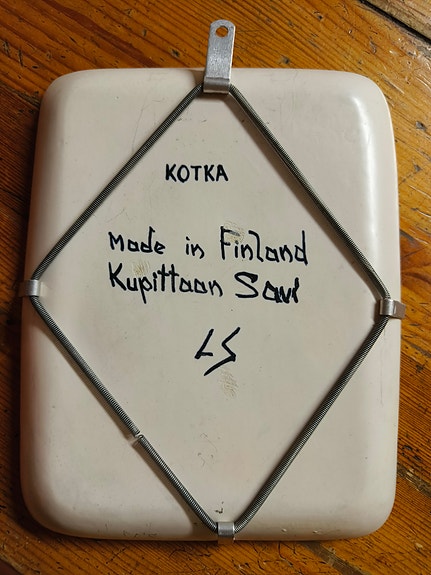 KOTKA
Made in Finland
Kupittaan Savi
LS